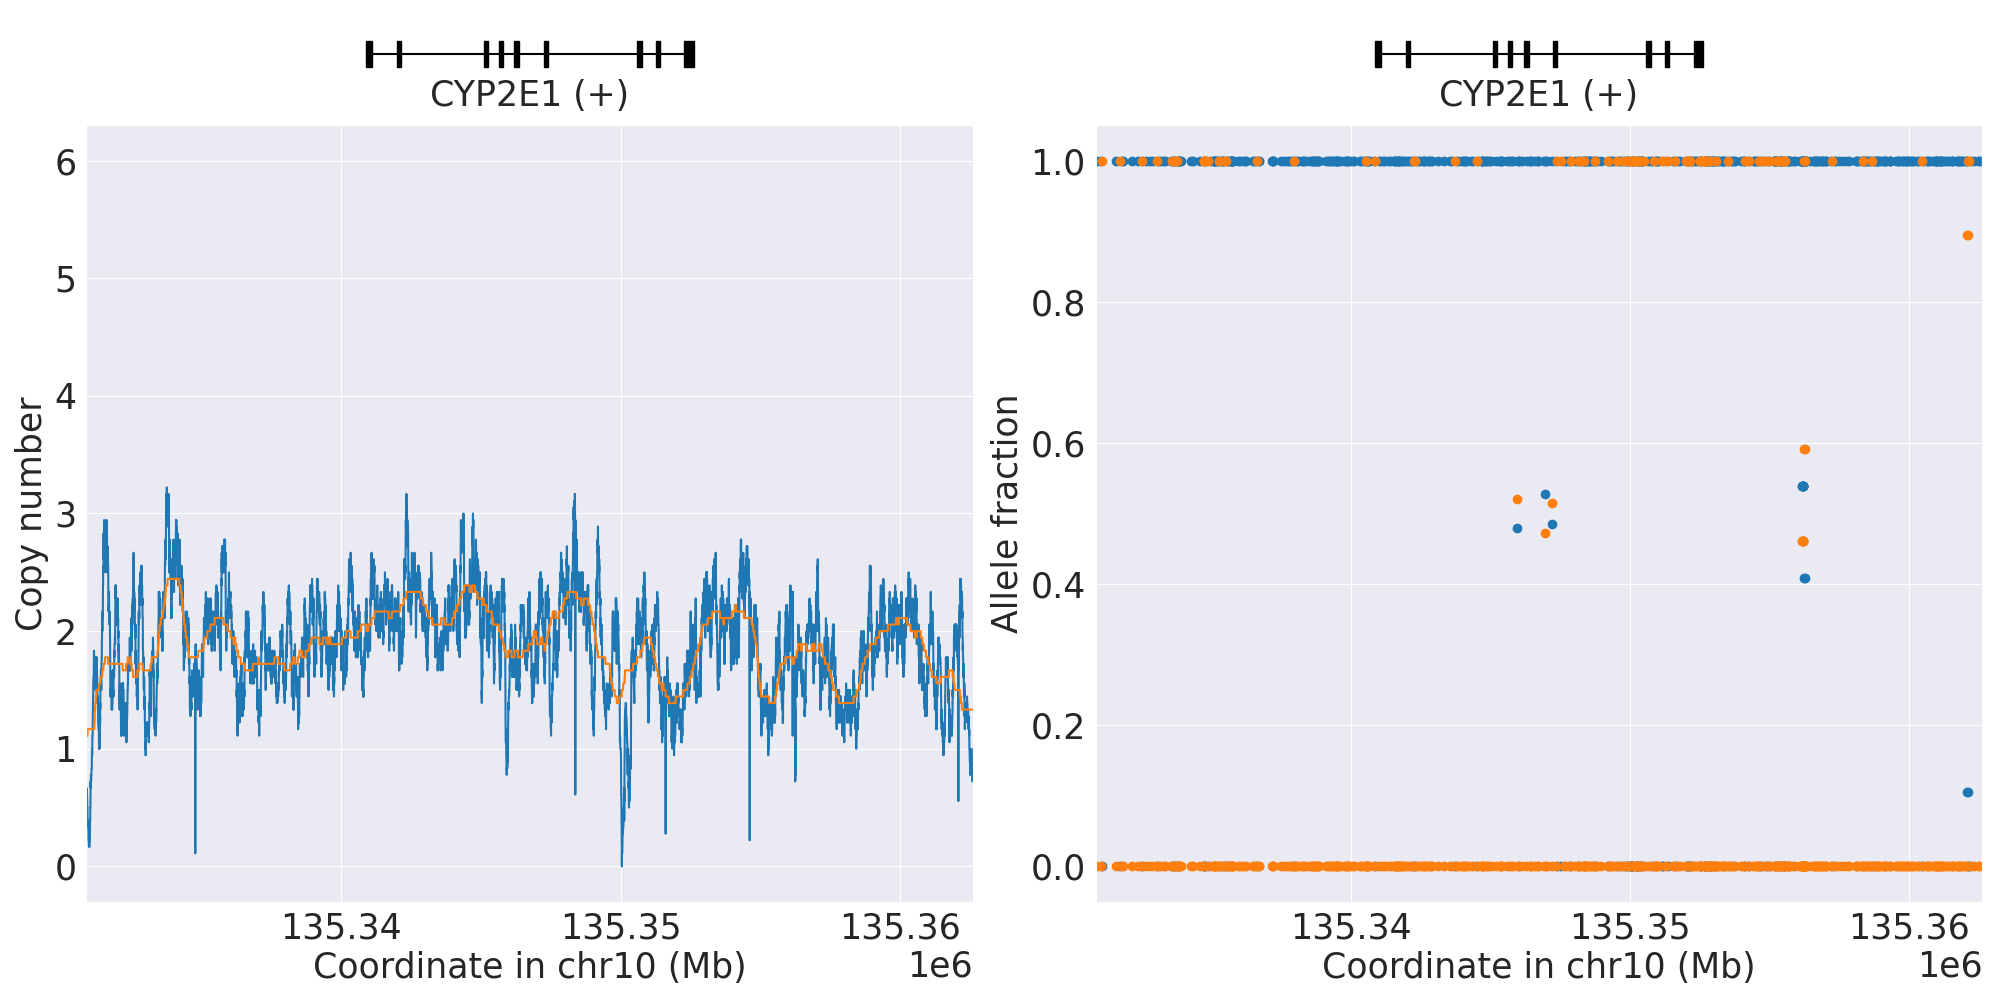 CYP2E1 (+)
6
5
4
3
2
1
0
Copy number
135.34 135.35 135.36
Coordinate in chr10 (Mb)
1e6
CYP2E1 (+)
1.0
0.8
0.6
0.4
0.2
0.0
Allele fraction
135.34 135.35 135.36
Coordinate in chr10 (Mb)
1e6